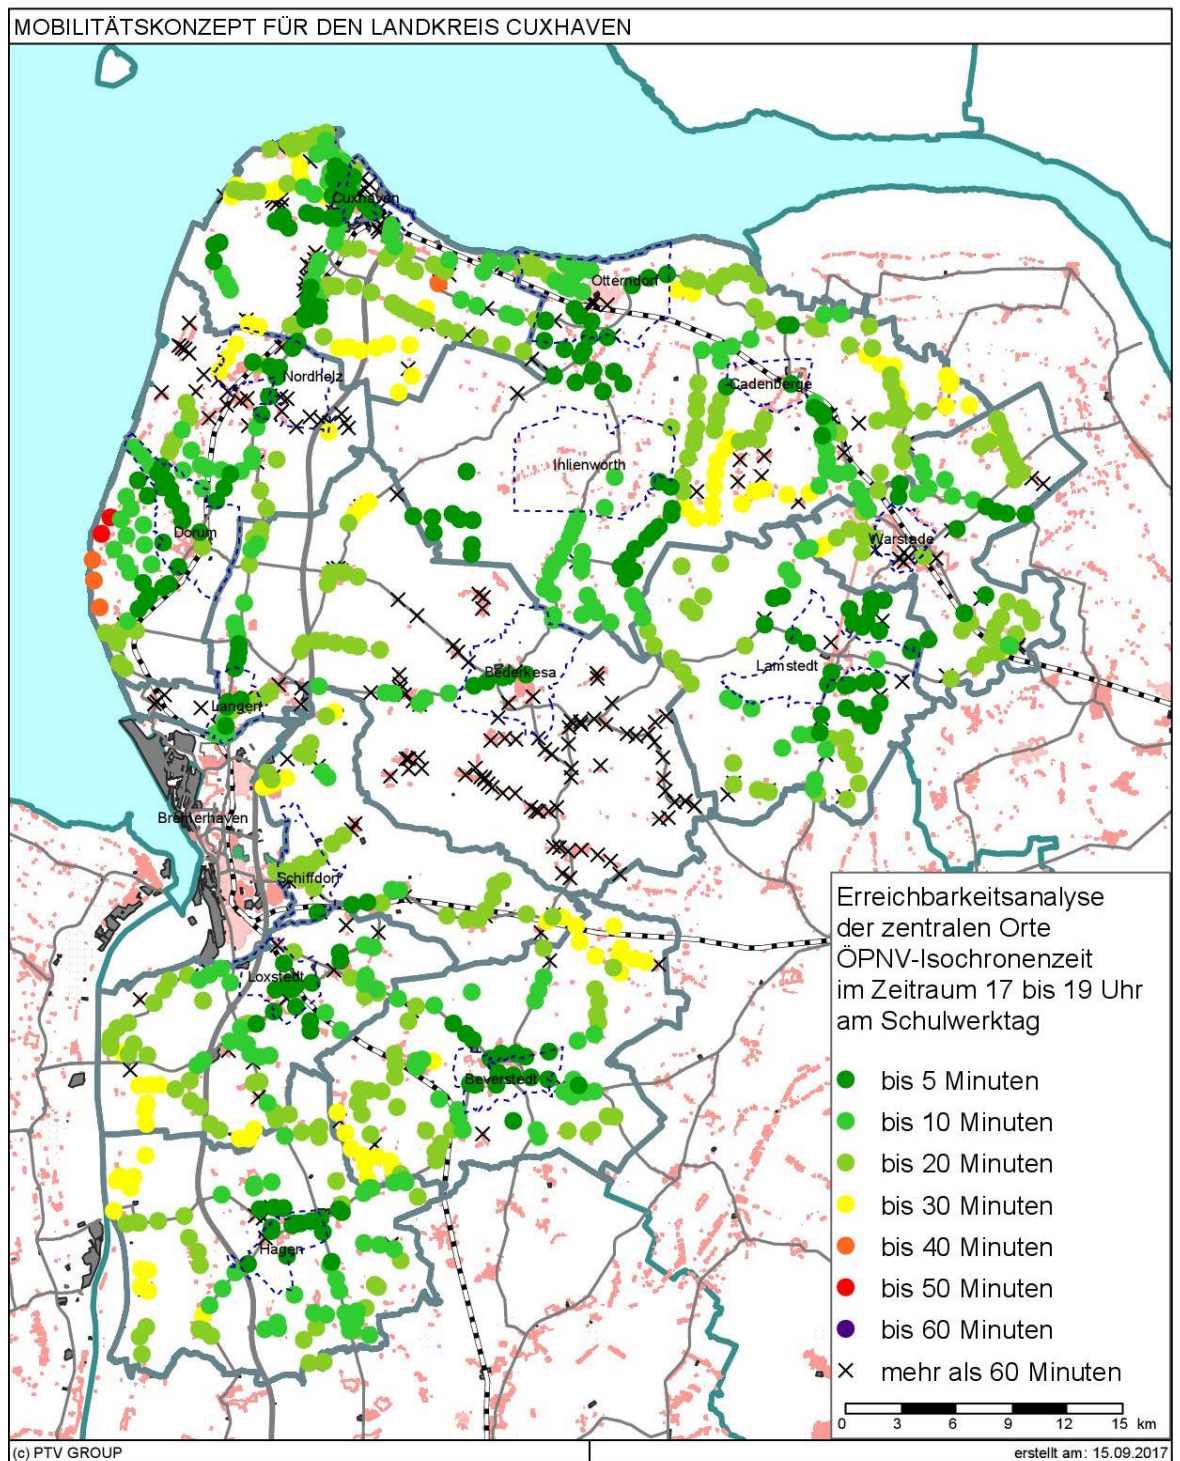 MOBILITÄTSKONZEPT FÜR DEN LANDKREIS CUXHAVEN
Cuxhaven
Otterndorf
Nordholz
Cadenberge
Ihlienworth
Dorum
Warstade
Bederkesa
Lamstedt
Langen
Bremerhaven
Schiffdorf
Loxstedt
Beverstedt
Hagen
Erreichbarkeitsanalyse
der zentralen Orte
ÖPNV-Isochronenzeit
im Zeitraum 17 bis 19 Uhr
am Schulwerktag
bis 5 Minuten
bis 10 Minuten
bis 20 Minuten
bis 30 Minuten
bis 40 Minuten
bis 50 Minuten
bis 60 Minuten
mehr als 60 Minuten
0 3 6 9 12 15 km
(c) PTV GROUP
erstellt am: 15.09.2017